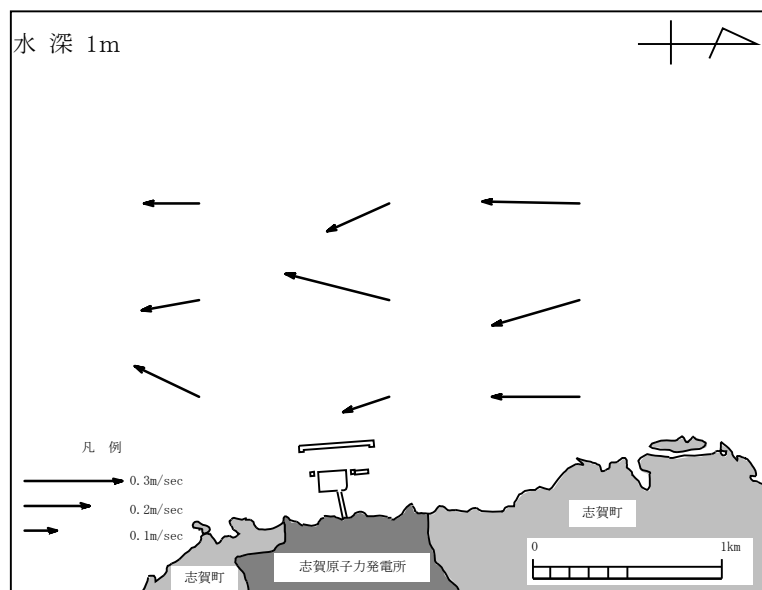 水 深 1m
凡 例
0.3m/sec
0.2m/sec
0.1m/sec
志賀町
志賀原子力発電所
志賀町
0 1km